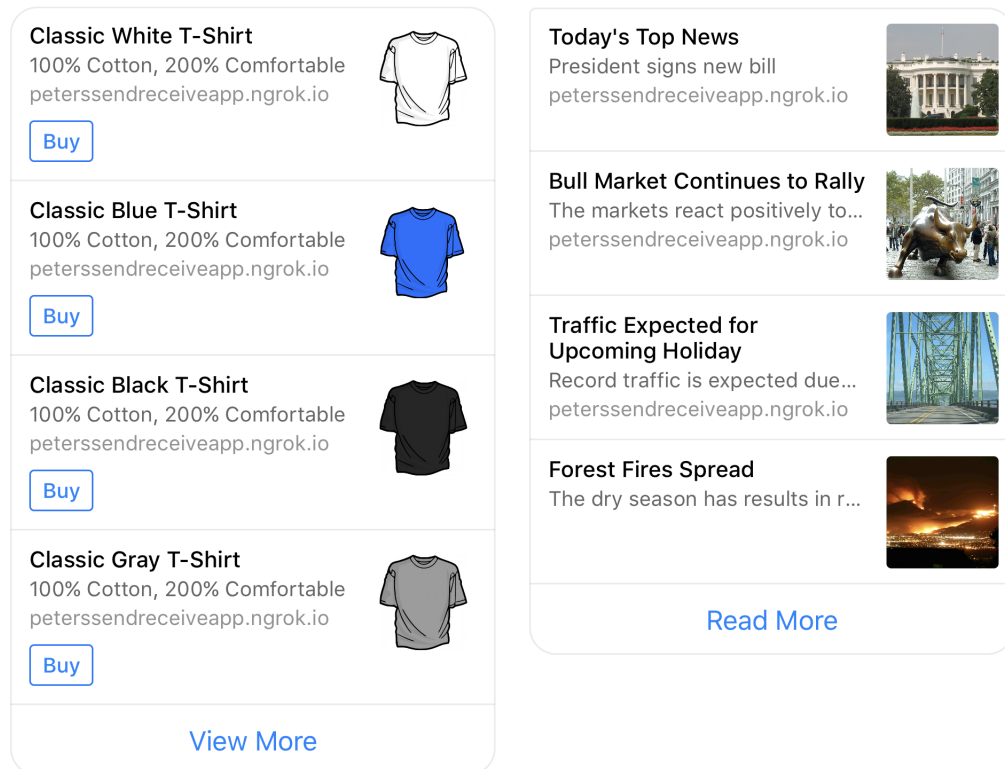 Classic White T-Shirt
100% Cotton, 200% Comfortable
peterssendreceiveapp.ngrok.io
Buy
Classic Blue T-Shirt
100% Cotton, 200% Comfortable
peterssendreceiveapp.ngrok.io
Buy
Classic Black T-Shirt
100% Cotton, 200% Comfortable
peterssendreceiveapp.ngrok.io
Buy
Classic Gray T-Shirt
100% Cotton, 200% Comfortable
peterssendreceiveapp.ngrok.io
Buy
View More
Today's Top News
President signs new bill
peterssendreceiveapp.ngrok.io
Bull Market Continues to Rally
The markets react positively to...
peterssendreceiveapp.ngrok.io
Traffic Expected for
Upcoming Holiday
Record traffic is expected due...
peterssendreceiveapp.ngrok.io
Forest Fires Spread
The dry season has results in r...
Read More